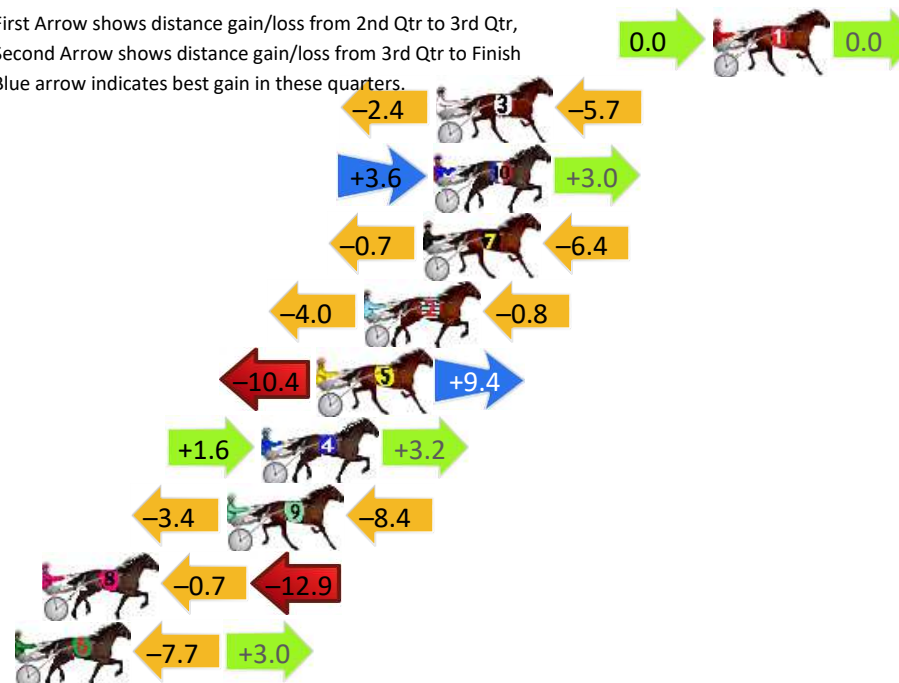 First Arrow shows distance gain/loss from 2nd Qtr to 3rd Qtr,
0.0 1 0.0
Second Arrow shows distance gain/loss from 3rd Qtr to Finish
Blue arrow indicates best gain in these quarters.
–2.4 3 –5.7
+3.6 10 +3.0
–0.7 7 –6.4
–4.0 2 –0.8
–10.4 5 +9.4
+1.6 4 +3.2
–3.4 9 –8.4
8 –0.7 –12.9
6 –7.7 +3.0